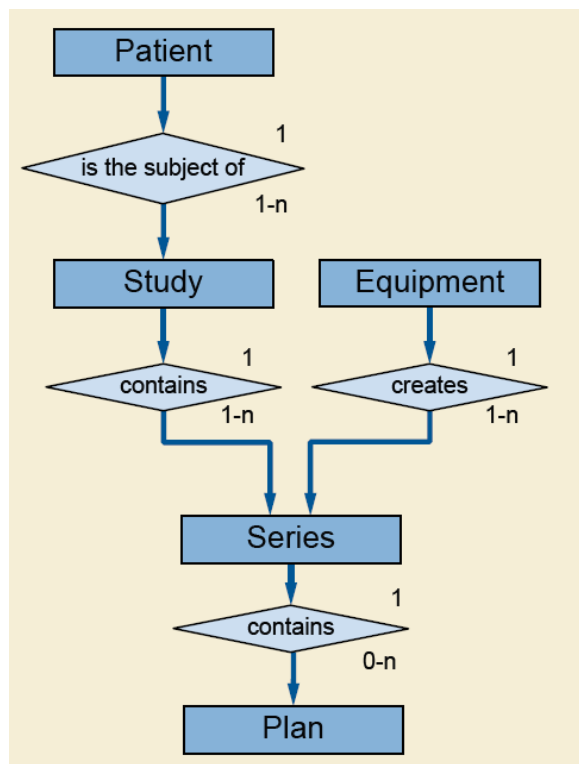 Patient
1
is the subject of
1-n
Study
Equipment
1
1
contains
creates
1-n
1-n
Series
1
contains
0-n
Plan